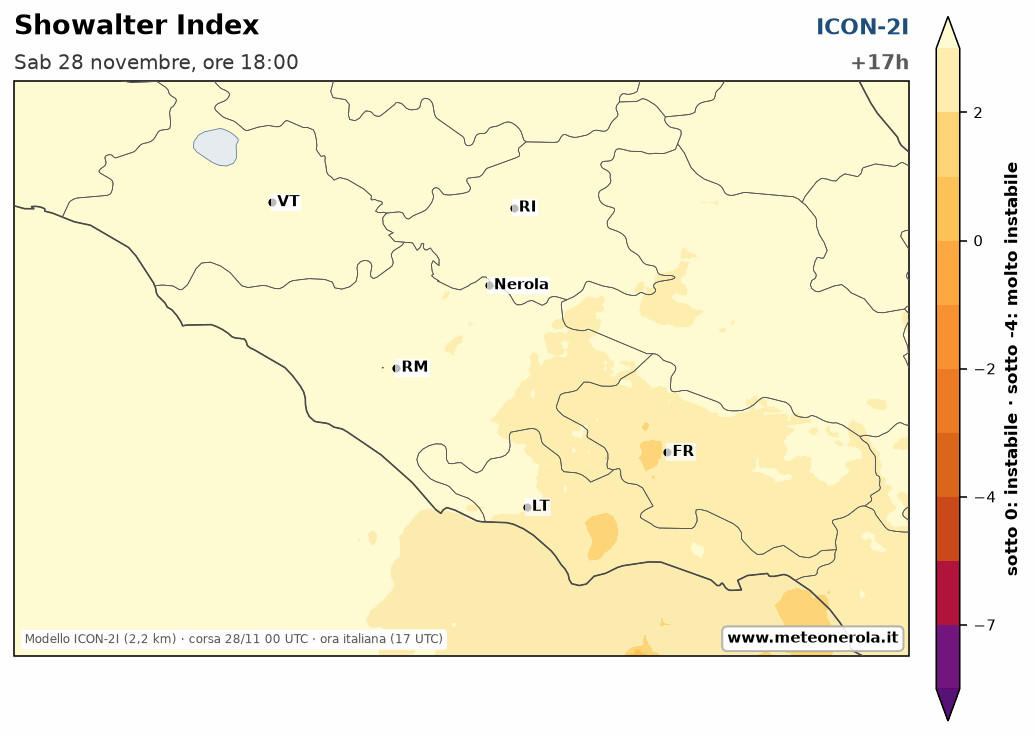 Showalter Index
ICON-2I
Sab 28 novembre, ore 18:00
+17h
VT
RI
Nerola
RM
FR
LT
Modello ICON-2I (2,2 km) · corsa 28/11 00 UTC · ora italiana (17 UTC)
www.meteonerola.it
2
0
−2
−4
−7
sotto 0: instabile · sotto -4: molto instabile